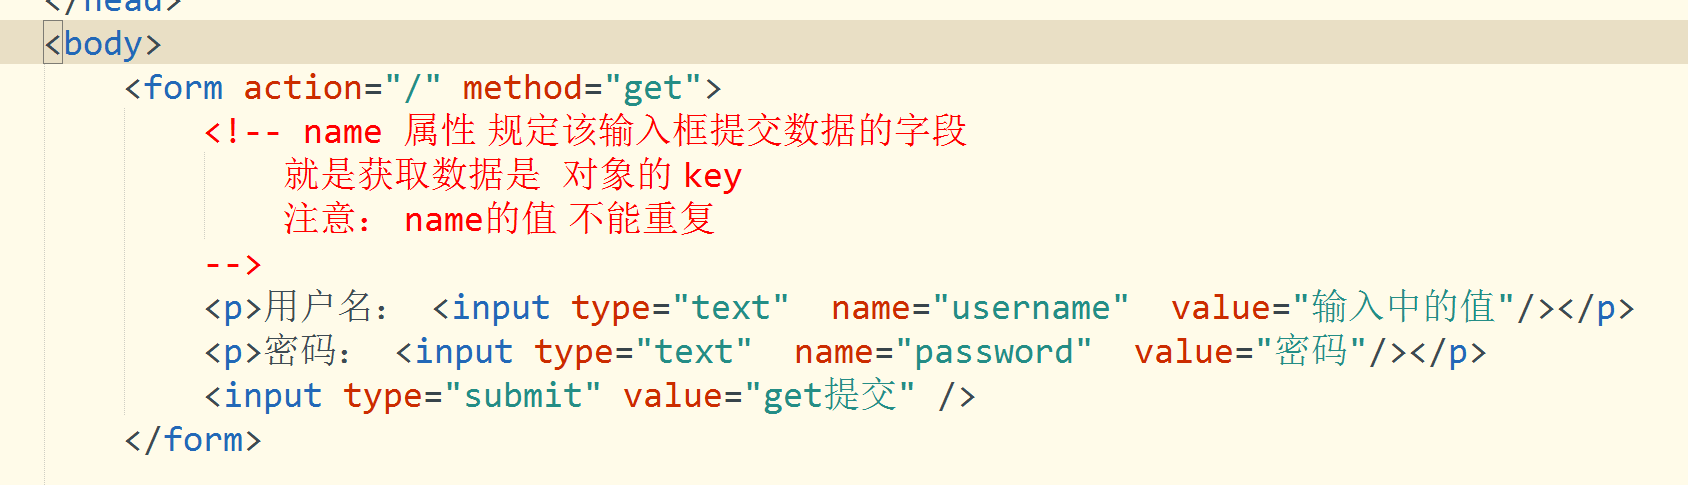 </head>
<body>
<form action="/" method="get">
<!-- name 属性 规定该输入框提交数据的字段
就是获取数据是 对象的 key
注意： name的值 不能重复
-->
<p>用户名： <input type="text" name="username" value="输入中的值"/></p>
<p>密码： <input type="text" name="password" value="密码"/></p>
<input type="submit" value="get提交" />
</form>